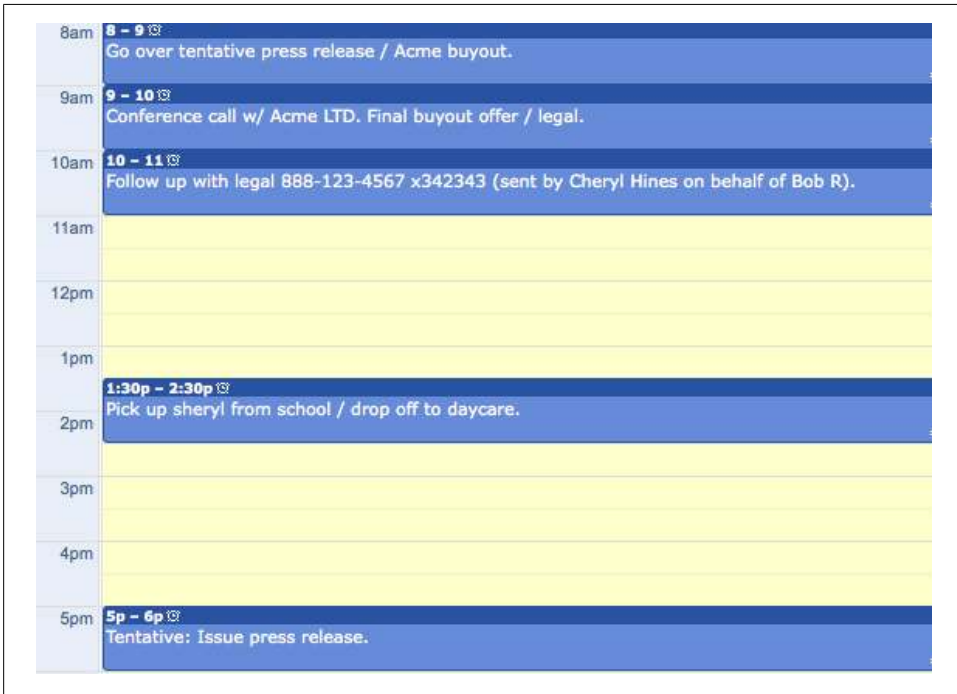 8am 8 – 9
Go over tentative press release / Acme buyout.
9am 9 – 10
Conference call w/ Acme LTD. Final buyout offer / legal.
10am 10 – 11
Follow up with legal 888-123-4567 x342343 (sent by Cheryl Hines on behalf of Bob R).
11am
12pm
1pm
1:30p – 2:30p
Pick up sheryl from school / drop off to daycare.
2pm
3pm
4pm
5pm 5p – 6p
Tentative: Issue press release.